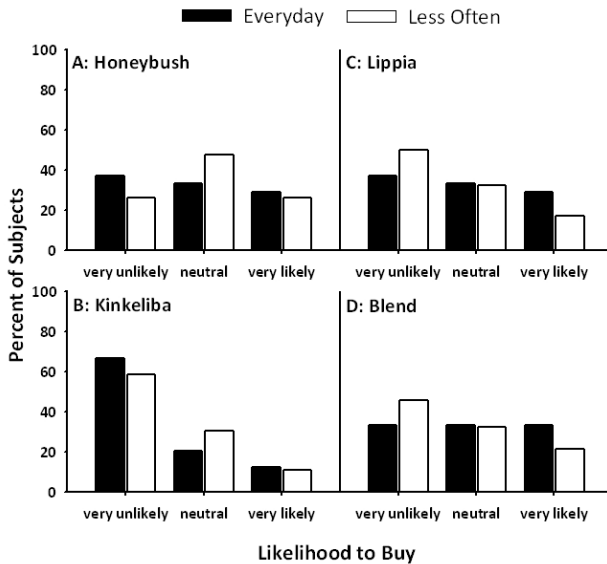 Everyday Less Often
Percent of Subjects
A: Honeybush
100
80
60
40
20
0
very unlikely neutral very likely
C: Lippia
very unlikely neutral very likely
B: Kinkeliba
100
80
60
40
20
0
very unlikely neutral very likely
D: Blend
very unlikely neutral very likely
Likelihood to Buy